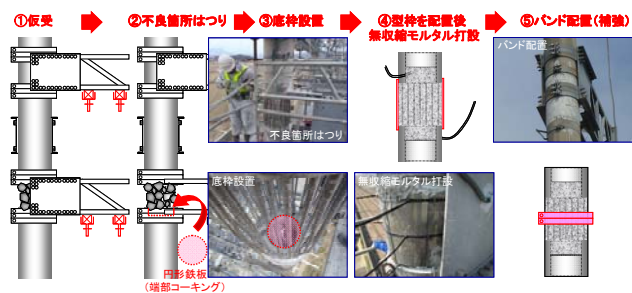 ①仮受
②不良箇所はつり
③底枠設置
④型枠を配置後
無収縮モルタル打設
⑤バンド配置(補強)
不良箇所はつり
バンド配置
底枠設置
無収縮モルタル打設
円形鉄板
(端部コーキング)